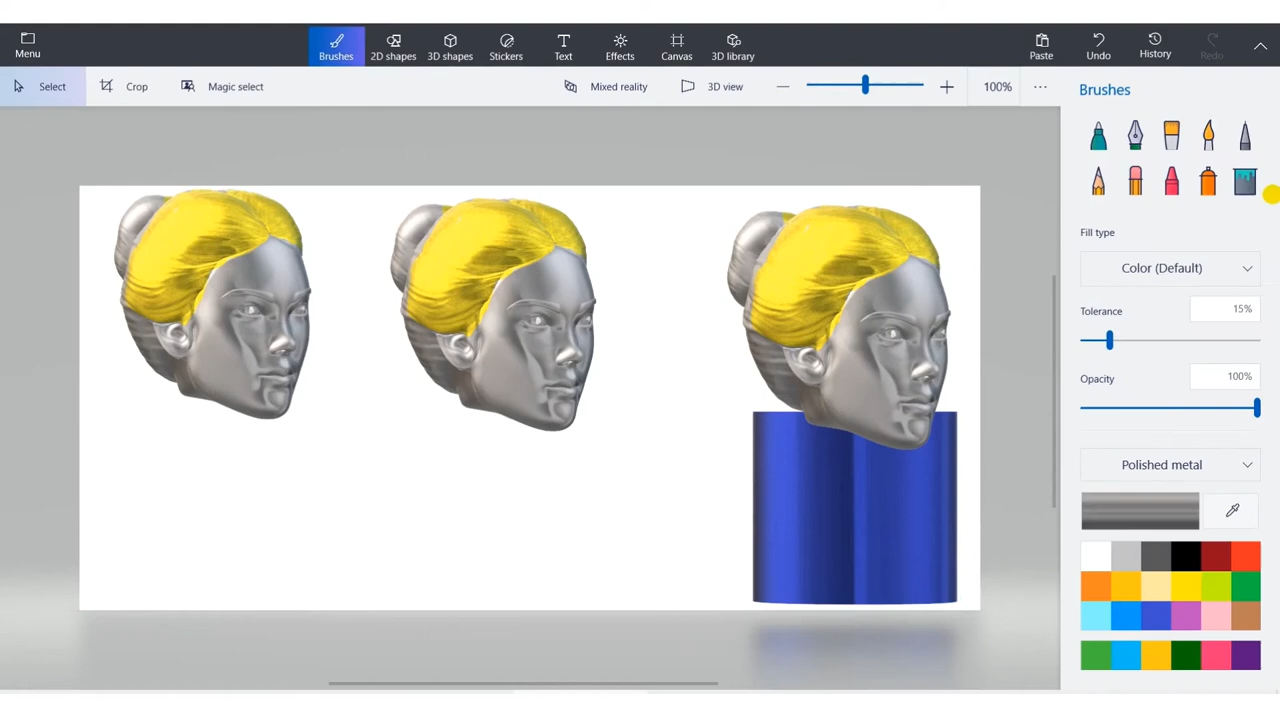 Menu
Brushes
2D shapes
3D shapes
Stickers
Text
Effects
Canvas
3D library
Paste
Undo
History
Redo
Select
Crop
Magic select
Mixed reality
3D view
100%
Brushes
Fill type
Color (Default)
Tolerance
15%
Opacity
100%
Polished metal